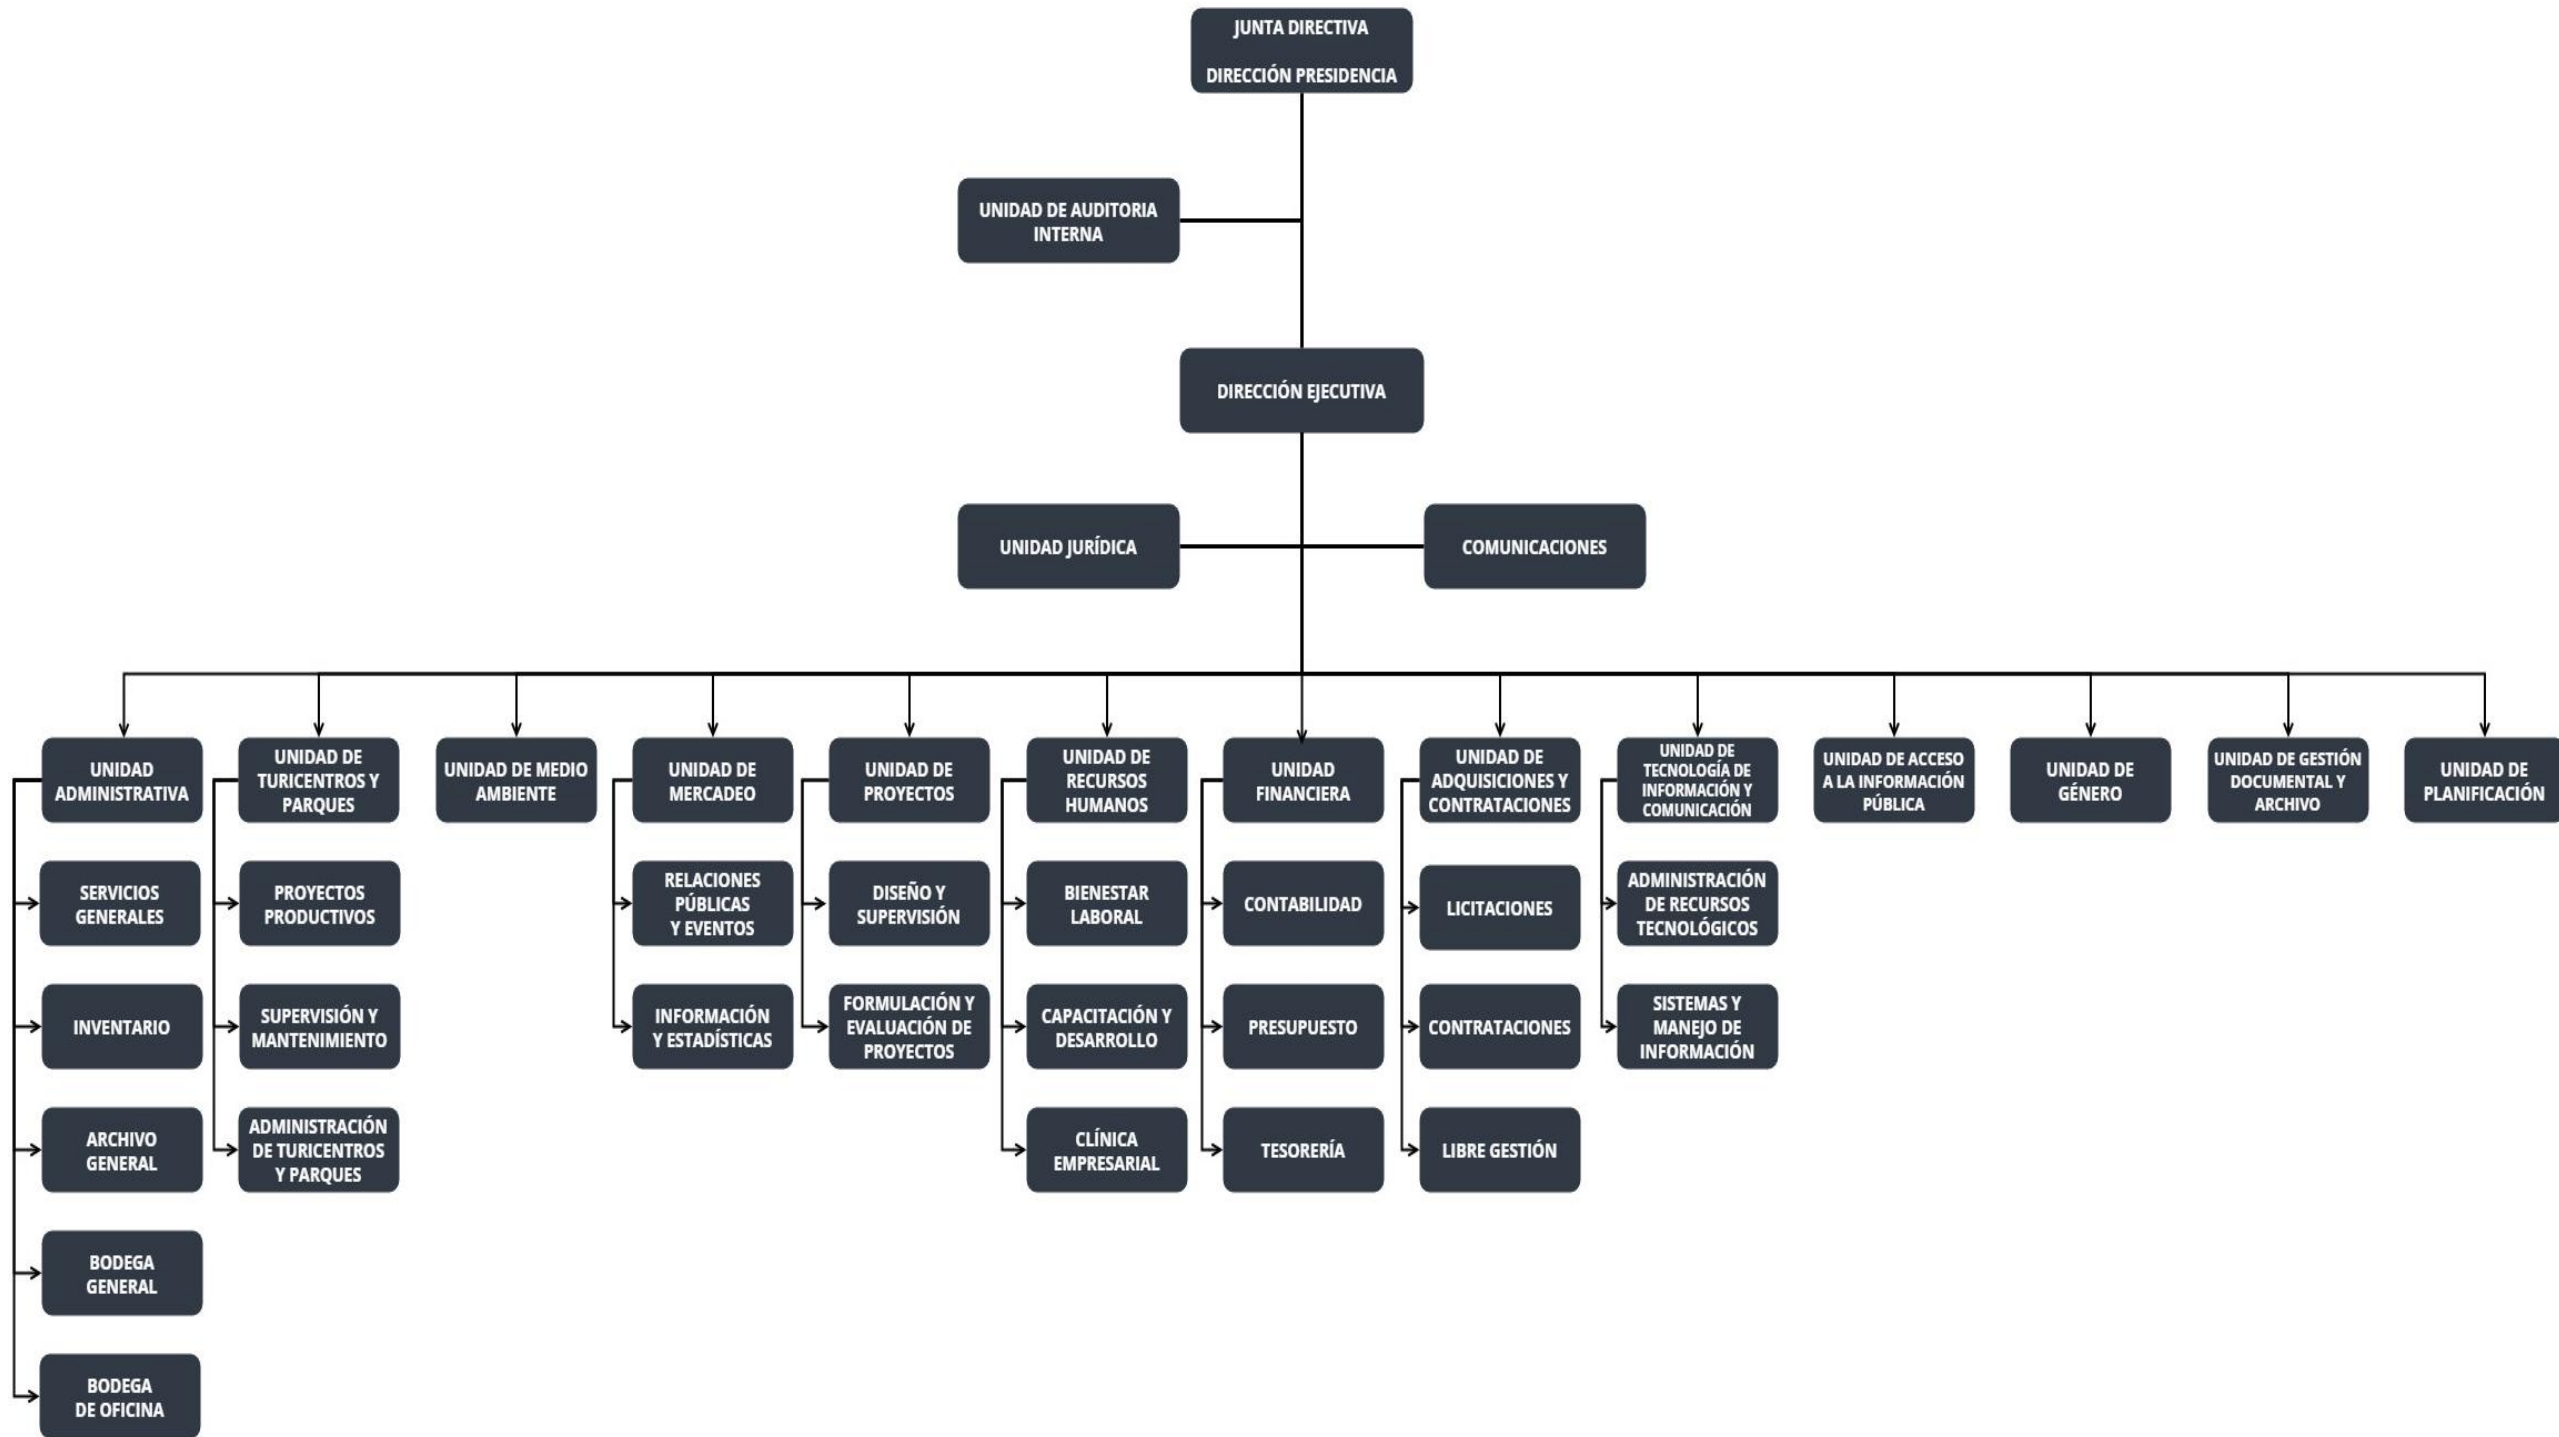 JUNTA DIRECTIVA
DIRECCIÓN PRESIDENCIA
UNIDAD DE AUDITORIA
INTERNA
DIRECCIÓN EJECUTIVA
UNIDAD JURÍDICA
COMUNICACIONES
UNIDAD
ADMINISTRATIVA
UNIDAD DE
TURICENTROS Y
PARQUES
UNIDAD DE MEDIO
AMBIENTE
UNIDAD DE
MERCADEO
UNIDAD DE
PROYECTOS
UNIDAD DE
RECURSOS
HUMANOS
UNIDAD
FINANCIERA
UNIDAD DE
ADQUISICIONES Y
CONTRATACIONES
UNIDAD DE
TECNOLOGÍA DE
INFORMACIÓN Y
COMUNICACIÓN
UNIDAD DE ACCESO
A LA INFORMACIÓN
PÚBLICA
UNIDAD DE
GÉNERO
UNIDAD DE GESTIÓN
DOCUMENTAL Y
ARCHIVO
UNIDAD DE
PLANIFICACIÓN
SERVICIOS
GENERALES
PROYECTOS
PRODUCTIVOS
RELACIONES
PÚBLICAS
Y EVENTOS
DISEÑO Y
SUPERVISIÓN
BIENESTAR
LABORAL
CONTABILIDAD
LICITACIONES
ADMINISTRACIÓN
DE RECURSOS
TECNOLÓGICOS
INVENTARIO
SUPERVISIÓN Y
MANTENIMIENTO
INFORMACIÓN
Y ESTADÍSTICAS
FORMULACIÓN Y
EVALUACIÓN DE
PROYECTOS
CAPACITACIÓN Y
DESARROLLO
PRESUPUESTO
CONTRATACIONES
SISTEMAS Y
MANEJO DE
INFORMACIÓN
ARCHIVO
GENERAL
ADMINISTRACIÓN
DE TURICENTROS
Y PARQUES
CLÍNICA
EMPRESARIAL
TESORERÍA
LIBRE GESTIÓN
BODEGA
GENERAL
BODEGA
DE OFICINA